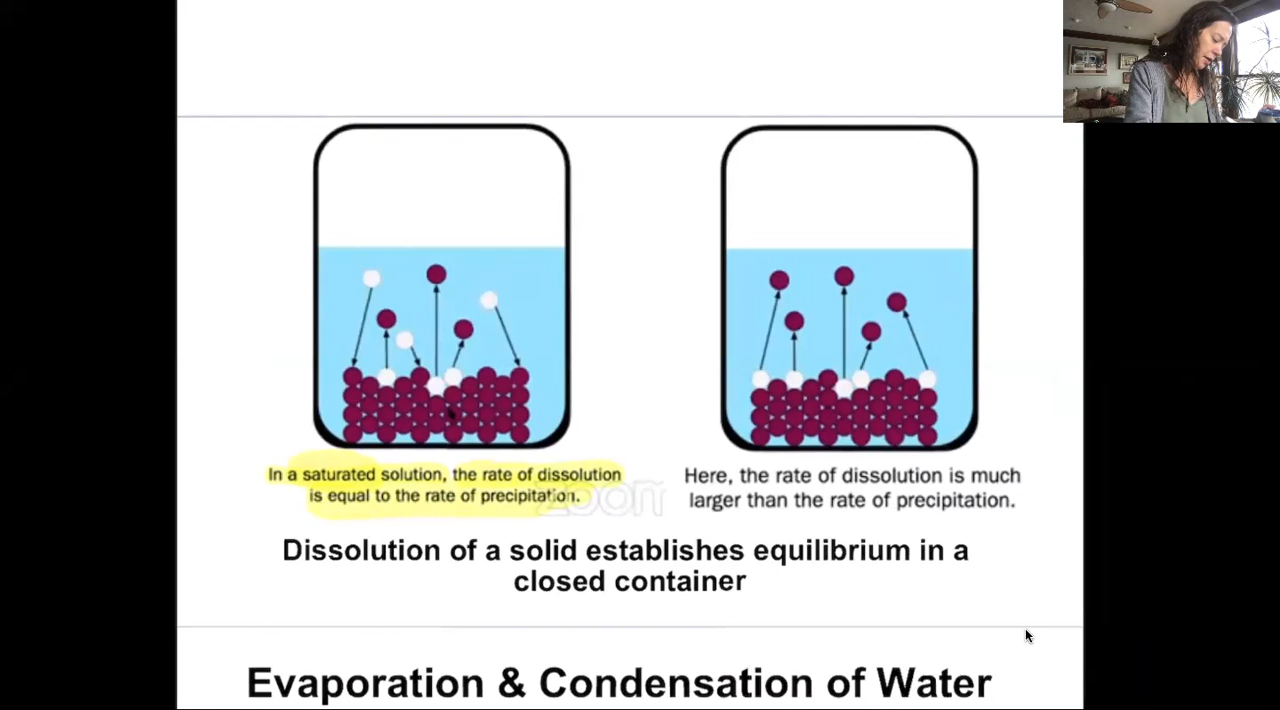 In a saturated solution, the rate of dissolution
is equal to the rate of precipitation.
zoom
Here, the rate of dissolution is much
larger than the rate of precipitation.
Dissolution of a solid establishes equilibrium in a
closed container
Evaporation & Condensation of Water